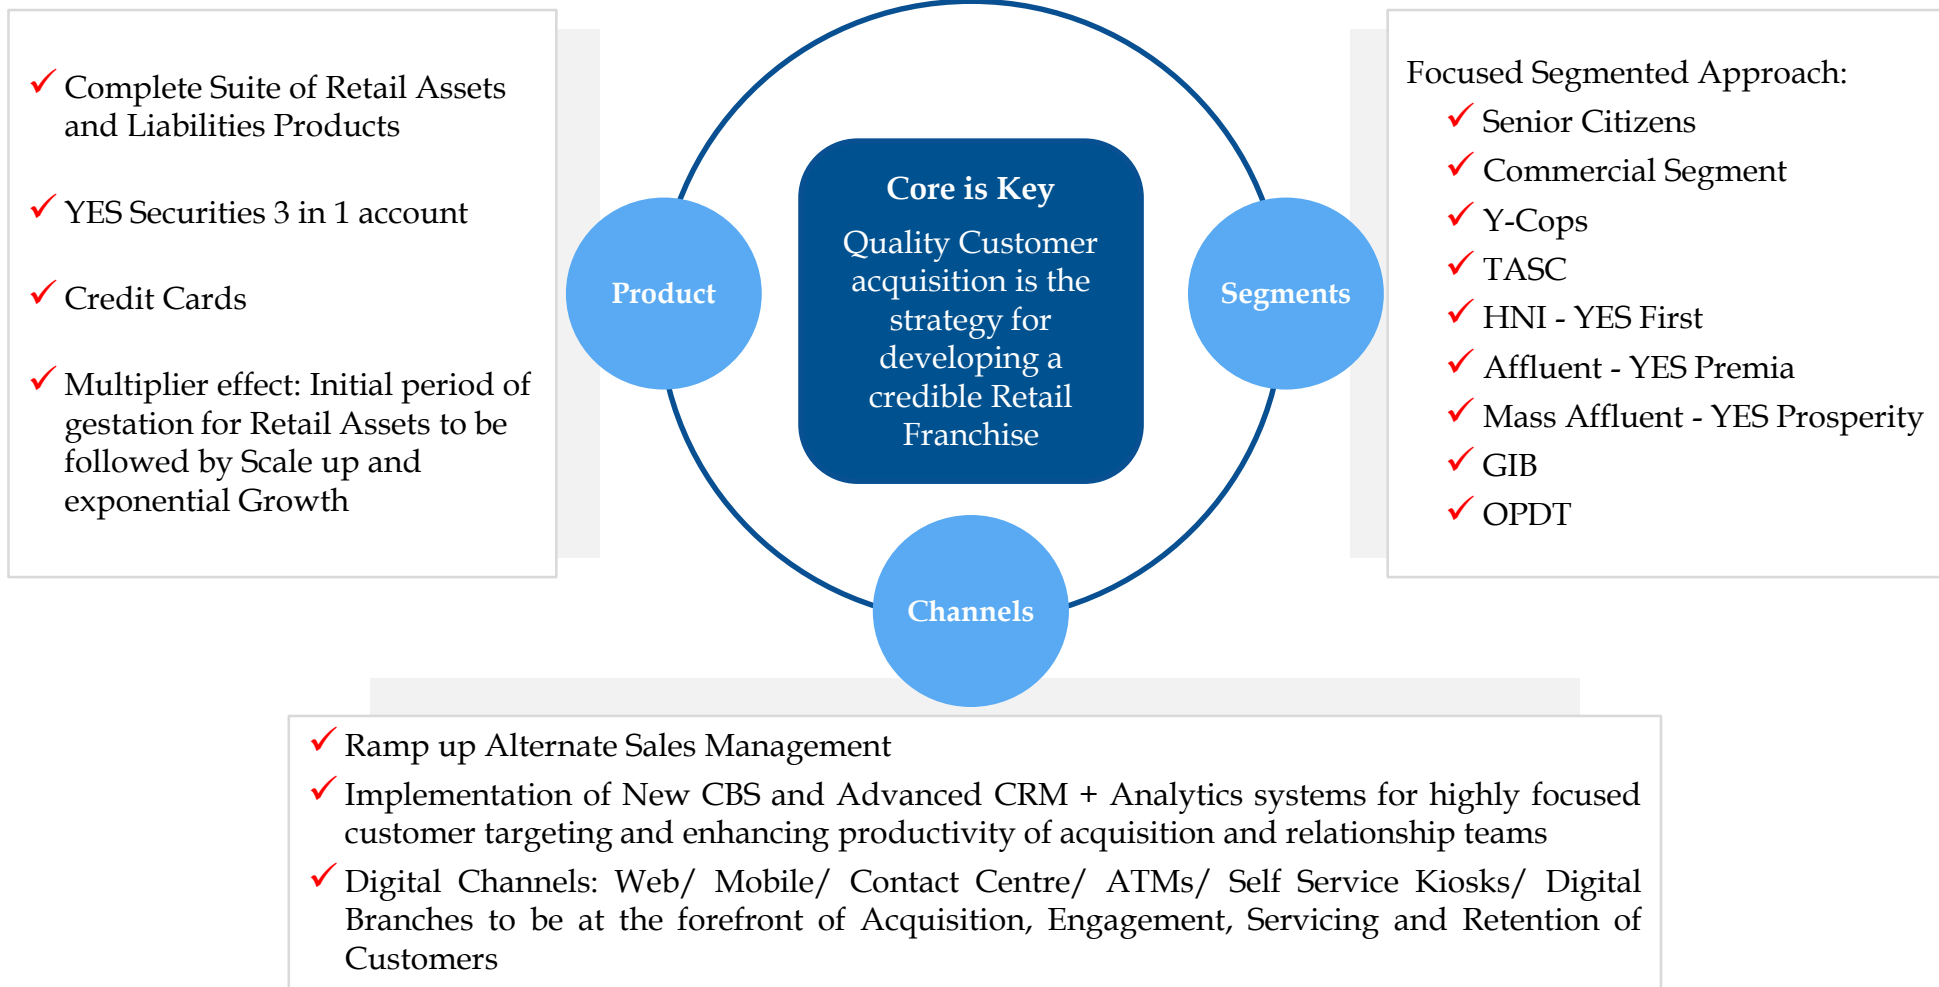 Complete Suite of Retail Assets
and Liabilities Products
YES Securities 3 in 1 account
Credit Cards
Multiplier effect: Initial period of
gestation for Retail Assets to be
followed by Scale up and
exponential Growth
Product
Core is Key
Quality Customer
acquisition is the
strategy for
developing a
credible Retail
Franchise
Segments
Focused Segmented Approach:
Senior Citizens
Commercial Segment
Y-Cops
TASC
HNI - YES First
Affluent - YES Premia
Mass Affluent - YES Prosperity
GIB
OPDT
Channels
Ramp up Alternate Sales Management
Implementation of New CBS and Advanced CRM + Analytics systems for highly focused
customer targeting and enhancing productivity of acquisition and relationship teams
Digital Channels: Web/ Mobile/ Contact Centre/ ATMs/ Self Service Kiosks/ Digital
Branches to be at the forefront of Acquisition, Engagement, Servicing and Retention of
Customers